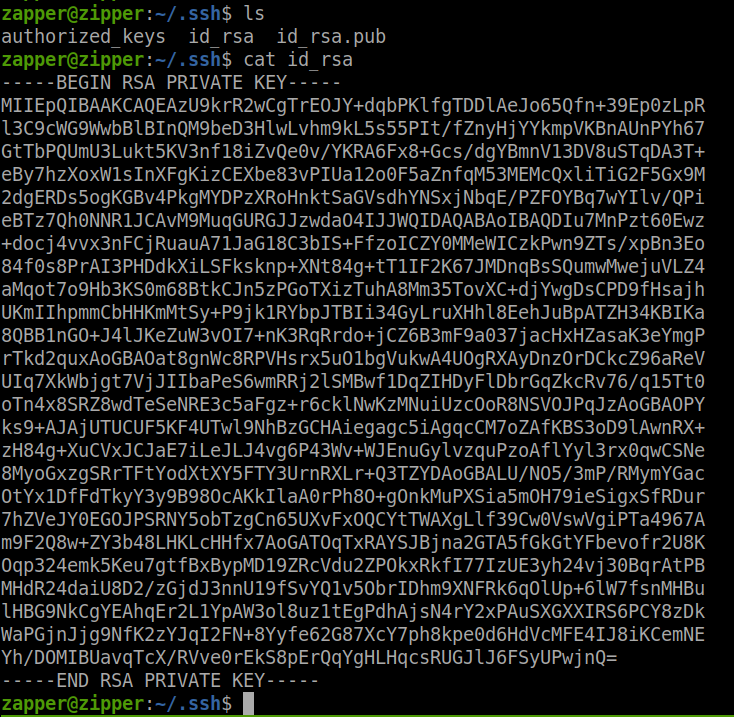 zapper@zipper:~/.ssh$ ls
authorized_keys  id_rsa  id_rsa.pub
zapper@zipper:~/.ssh$ cat id_rsa
-----BEGIN RSA PRIVATE KEY-----
MIIEpQIBAAKCAQEAzU9krR2wCgTrEOJY+dqbPKlfgTDDlAeJo65Qfn+39Ep0zLpR
l3C9cWG9WwbBlBInQM9beD3HlwLvhm9kL5s55PIt/fZnyHjYYkmpVKBnAUnPYh67
GtTbPQUmU3Lukt5KV3nf18iZvQe0v/YKRA6Fx8+Gcs/dgYBmnV13DV8uSTqDA3T+
eBy7hzXoxW1sInXFgKizCEXbe83vPIUa12o0F5aZnfqM53MEMcQxliTiG2F5Gx9M
2dgERDs5ogKGBv4PkgMYDPzXRoHnktSaGVsdhYNSxjNbqE/PZFOYBq7wYIlv/QPi
eBTz7Qh0NNR1JCAvM9MuqGURGJJzwdaO4IJJWQIDAQABAoIBAQDIu7MnPzt60Ewz
+docj4vvx3nFCjRuauA71JaG18C3bIS+FfzoICZY0MMeWICzkPwn9ZTs/xpBn3Eo
84f0s8PrAI3PHDdkXiLSFksknp+XNt84g+tT1IF2K67JMDnqBsSQumwMwejuVLZ4
aMqot7o9Hb3KS0m68BtkCJn5zPGoTXizTuhA8Mm35TovXC+djYwgDsCPD9fHsajh
UKmIIhpmmCbHHKmMtSy+P9jk1RYbpJTBIi34GyLruXHhl8EehJuBpATZH34KBIKa
8QBB1nGO+J4lJKeZuW3vOI7+nK3RqRrdo+jCZ6B3mF9a037jacHxHZasaK3eYmgP
rTkd2quxAoGBAOat8gnWc8RPVHsrx5uO1bgVukwA4UOgRXAyDnzOrDCkcZ96aReV
UIq7XkWbjgt7VjJIIbaPeS6wmRRj2lSMBwf1DqZIHDyFlDbrGqZkcRv76/q15Tt0
oTn4x8SRZ8wdTeSeNRE3c5aFgz+r6cklNwKzMNuiUzcOoR8NSVOJPqJzAoGBAOPY
ks9+AJAjUTUCUF5KF4UTwl9NhBzGCHAiegagc5iAgqcCM7oZAfKBS3oD9lAwnRX+
zH84g+XuCVxJCJaE7iLeJLJ4vg6P43Wv+WJEnuGylvzquPzoAflYyl3rx0qwCSNe
8MyoGxzgSRrTFtYodXtXY5FTY3UrnRXLr+Q3TZYDAoGBALU/NO5/3mP/RMymYGac
OtYx1DfFdTkyY3y9B98OcAKkIlaA0rPh8O+gOnkMuPXSia5mOH79ieSigxSfRDur
7hZVeJY0EGOJPSRNY5obTzgCn65UXvFxOQCYtTWAXgLlf39Cw0VswVgiPTa4967A
m9F2Q8w+ZY3b48LHKLcHHfx7AoGATOqTxRAYSJBjna2GTA5fGkGtYFbevofr2U8K
Oqp324emk5Keu7gtfBxBypMD19ZRcVdu2ZPOkxRkfI77IzUE3yh24vj30BqrAtPB
MHdR24daiU8D2/zGjdJ3nnU19fSvYQ1v5ObrIDhm9XNFRk6qOlUp+6lW7fsnMHBu
lHBG9NkCgYEAhqEr2L1YpAW3ol8uz1tEgPdhAjsN4rY2xPAuSXGXXIRS6PCY8zDk
WaPGjnJjg9NfK2zYJqI2FN+8Yyfe62G87XcY7ph8kpe0d6HdVcMFE4IJ8iKCemNE
Yh/DOMIBUavqTcX/RVve0rEkS8pErQqYgHLHqcsRUGJlJ6FSyUPwjnQ=
-----END RSA PRIVATE KEY-----
zapper@zipper:~/.ssh$